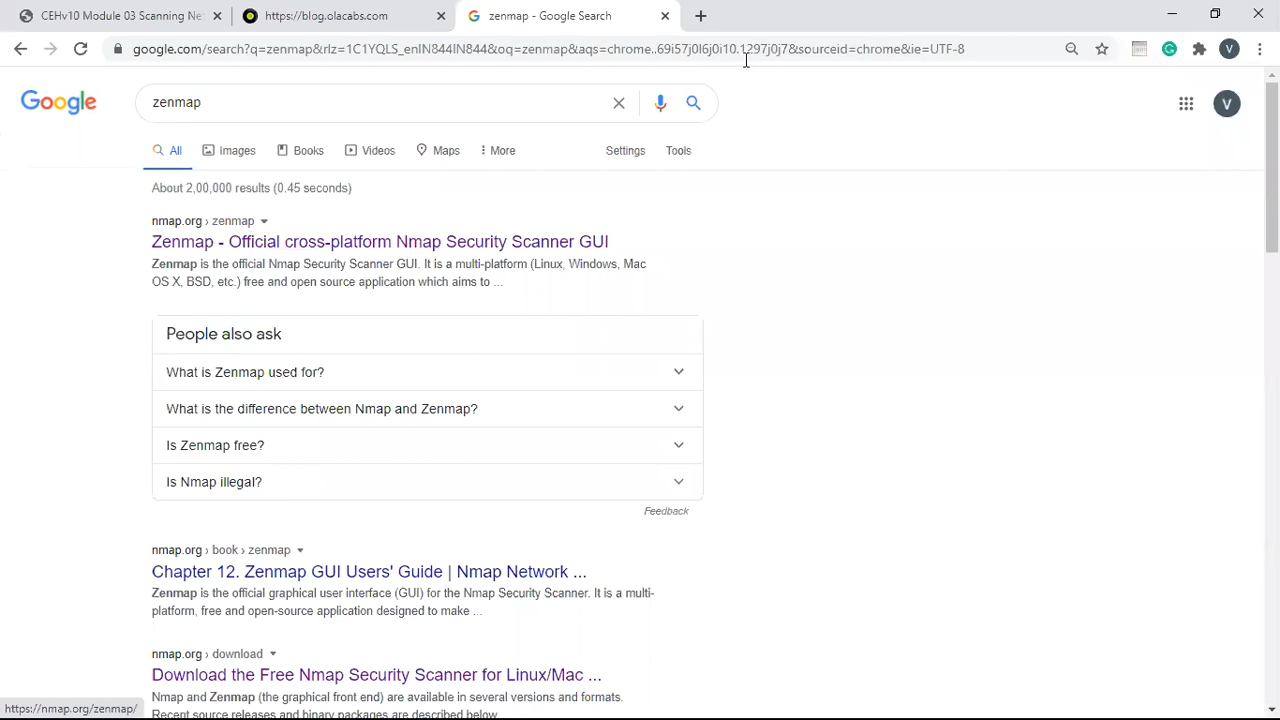 CEHv10 Module 03 Scanning Ne
https://blog.olacabs.com
zenmap - Google Search
google.com/search?q=zenmap&rlz=1C1YQLS_enIN844IN844&oq=zenmap&aqs=chrome..69i57j0l6j0i10.1297j0j7&sourceid=chrome&ie=UTF-8
V
Google
zenmap
V
All
Images
Books
Videos
Maps
More
Settings
Tools
About 2,00,000 results (0.45 seconds)
nmap.org › zenmap
Zenmap - Official cross-platform Nmap Security Scanner GUI
Zenmap is the official Nmap Security Scanner GUI. It is a multi-platform (Linux, Windows, Mac
OS X, BSD, etc.) free and open source application which aims to ...
People also ask
What is Zenmap used for?
What is the difference between Nmap and Zenmap?
Is Zenmap free?
Is Nmap illegal?
Feedback
nmap.org › book › zenmap
Chapter 12. Zenmap GUI Users' Guide | Nmap Network ...
Zenmap is the official graphical user interface (GUI) for the Nmap Security Scanner. It is a multi-
platform, free and open-source application designed to make ...
nmap.org › download
Download the Free Nmap Security Scanner for Linux/Mac ...
Nmap and Zenmap (the graphical front end) are available in several versions and formats.
Recent source releases and binary packages are described below.
https://nmap.org/zenmap/